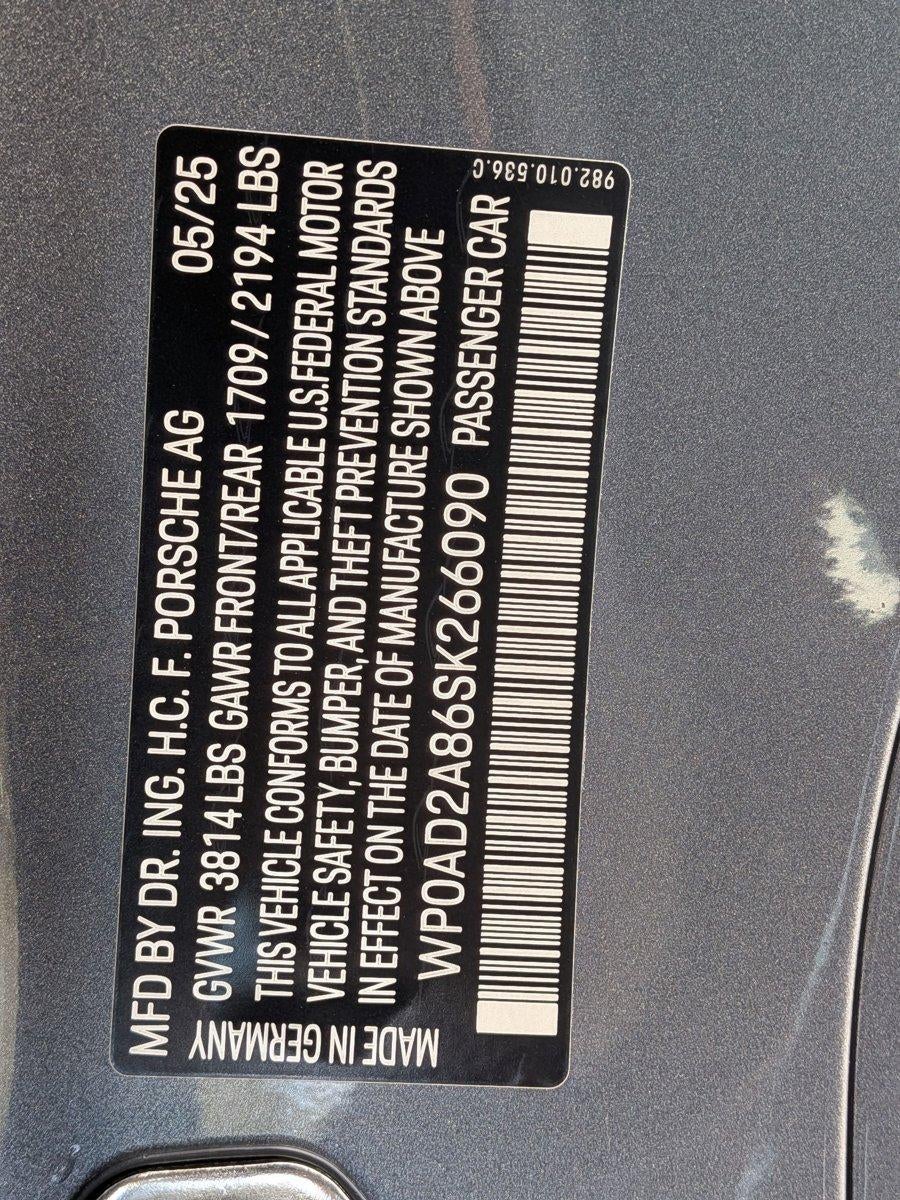 MFD BY DR. ING. H.C. F. PORSCHE AG 05/25
GVWR 3814 LBS GAWR FRONT/REAR 1709/2194 LBS
THIS VEHICLE CONFORMS TO ALL APPLICABLE U.S. FEDERAL MOTOR
VEHICLE SAFETY, BUMPER, AND THEFT PREVENTION STANDARDS
IN EFFECT ON THE DATE OF MANUFACTURE SHOWN ABOVE
WP0AD2A86SK266090 PASSENGER CAR
MADE IN GERMANY
982.010.536.C